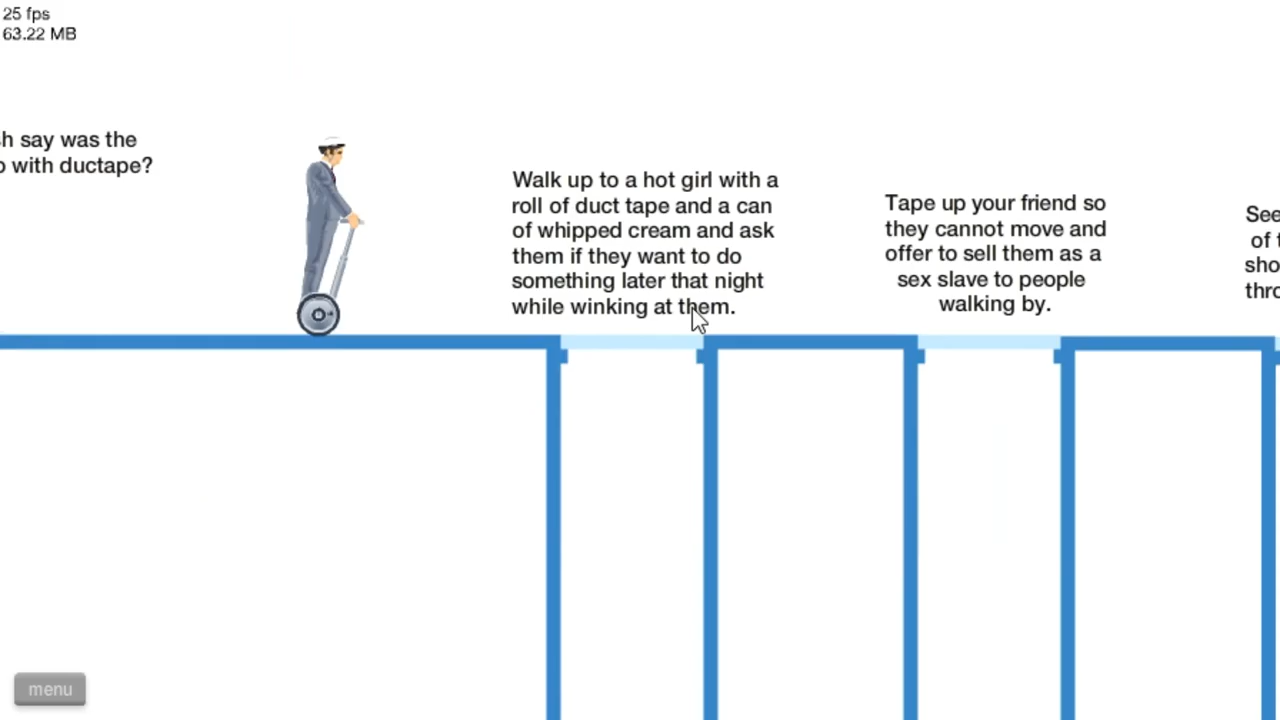 25 fps
63.22 MB
sh say was the
with ductape?
Walk up to a hot girl with a
roll of duct tape and a can
of whipped cream and ask
them if they want to do
something later that night
while winking at them.
Tape up your friend so
they cannot move and
offer to sell them as a
sex slave to people
walking by.
See
of t
sho
thro
menu